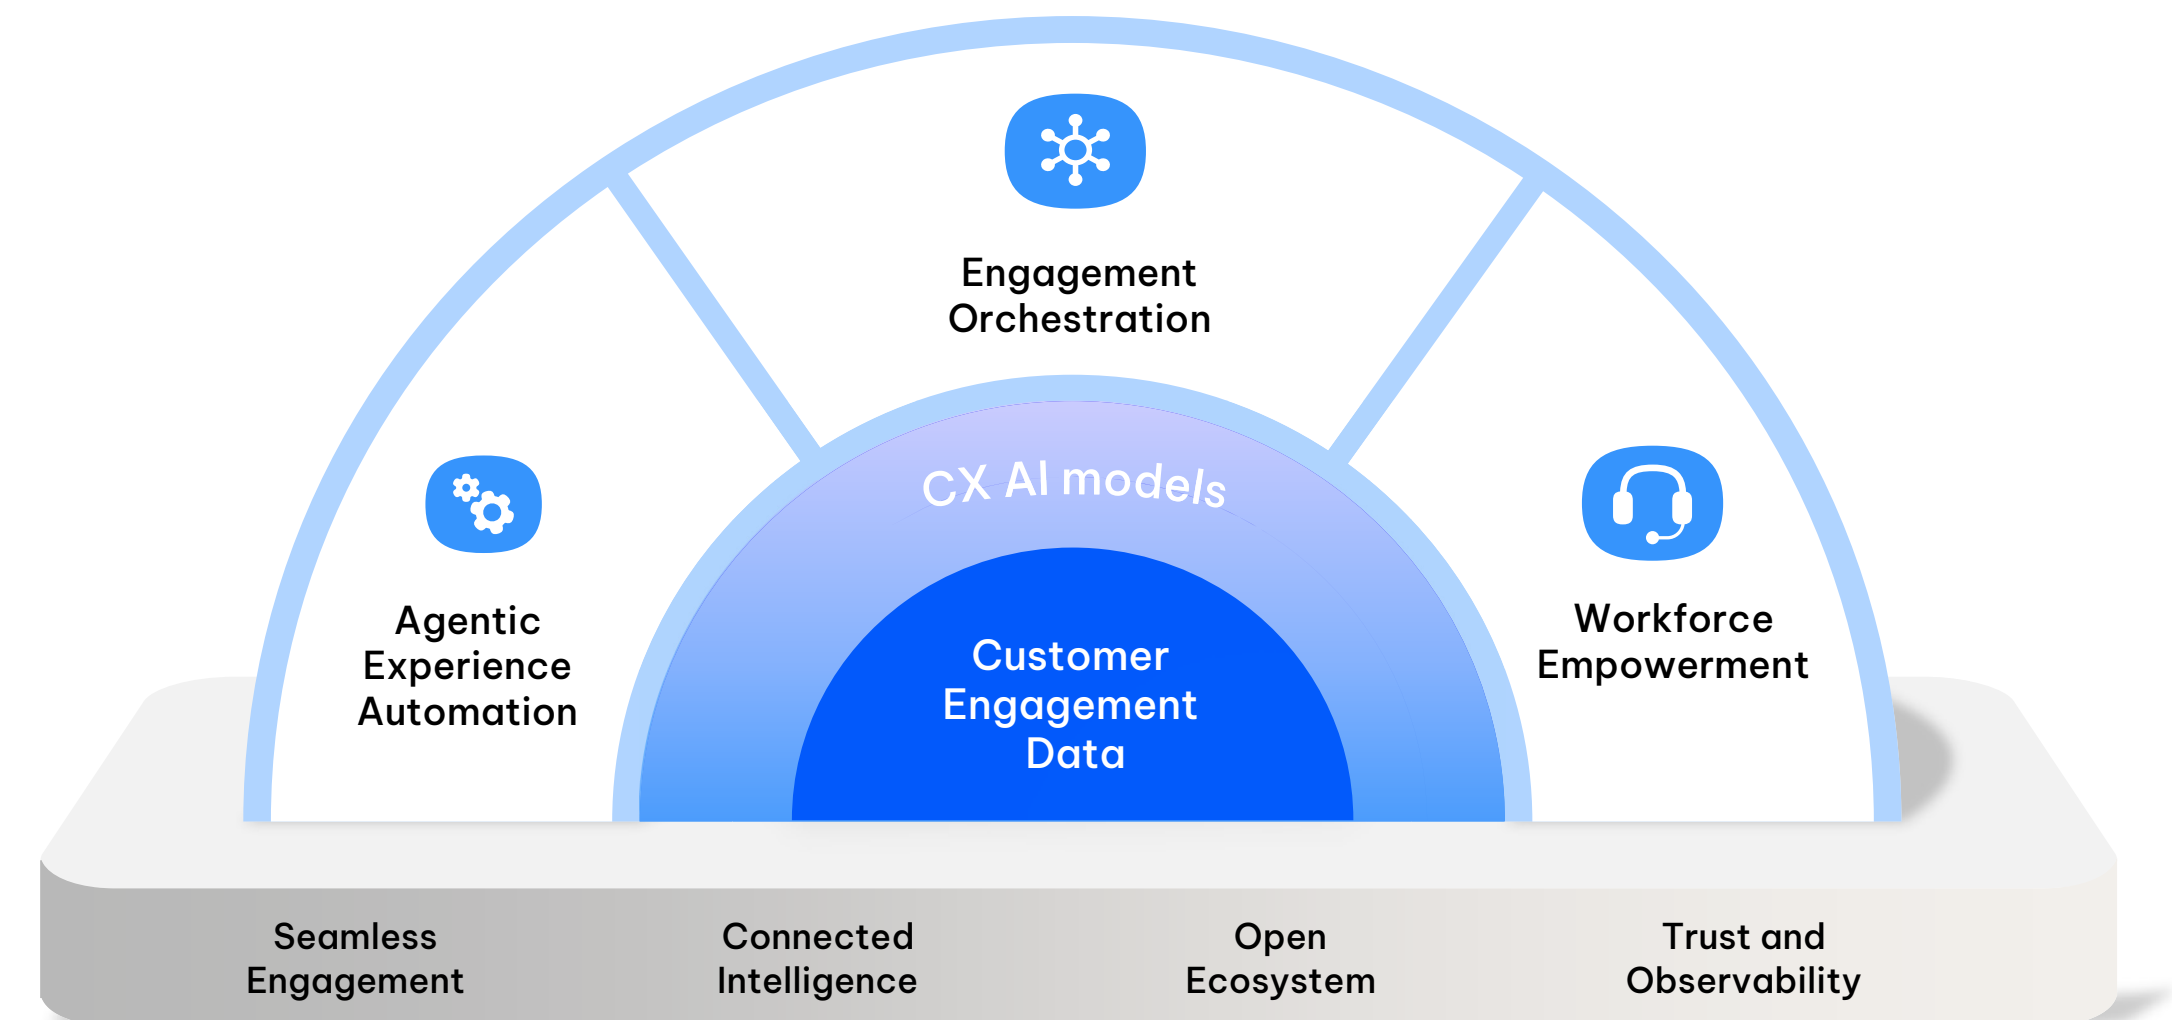 Engagement
Orchestration
CX AI models
Agentic
Experience
Automation
Customer
Engagement
Data
Workforce
Empowerment
Seamless
Engagement
Connected
Intelligence
Open
Ecosystem
Trust and
Observability